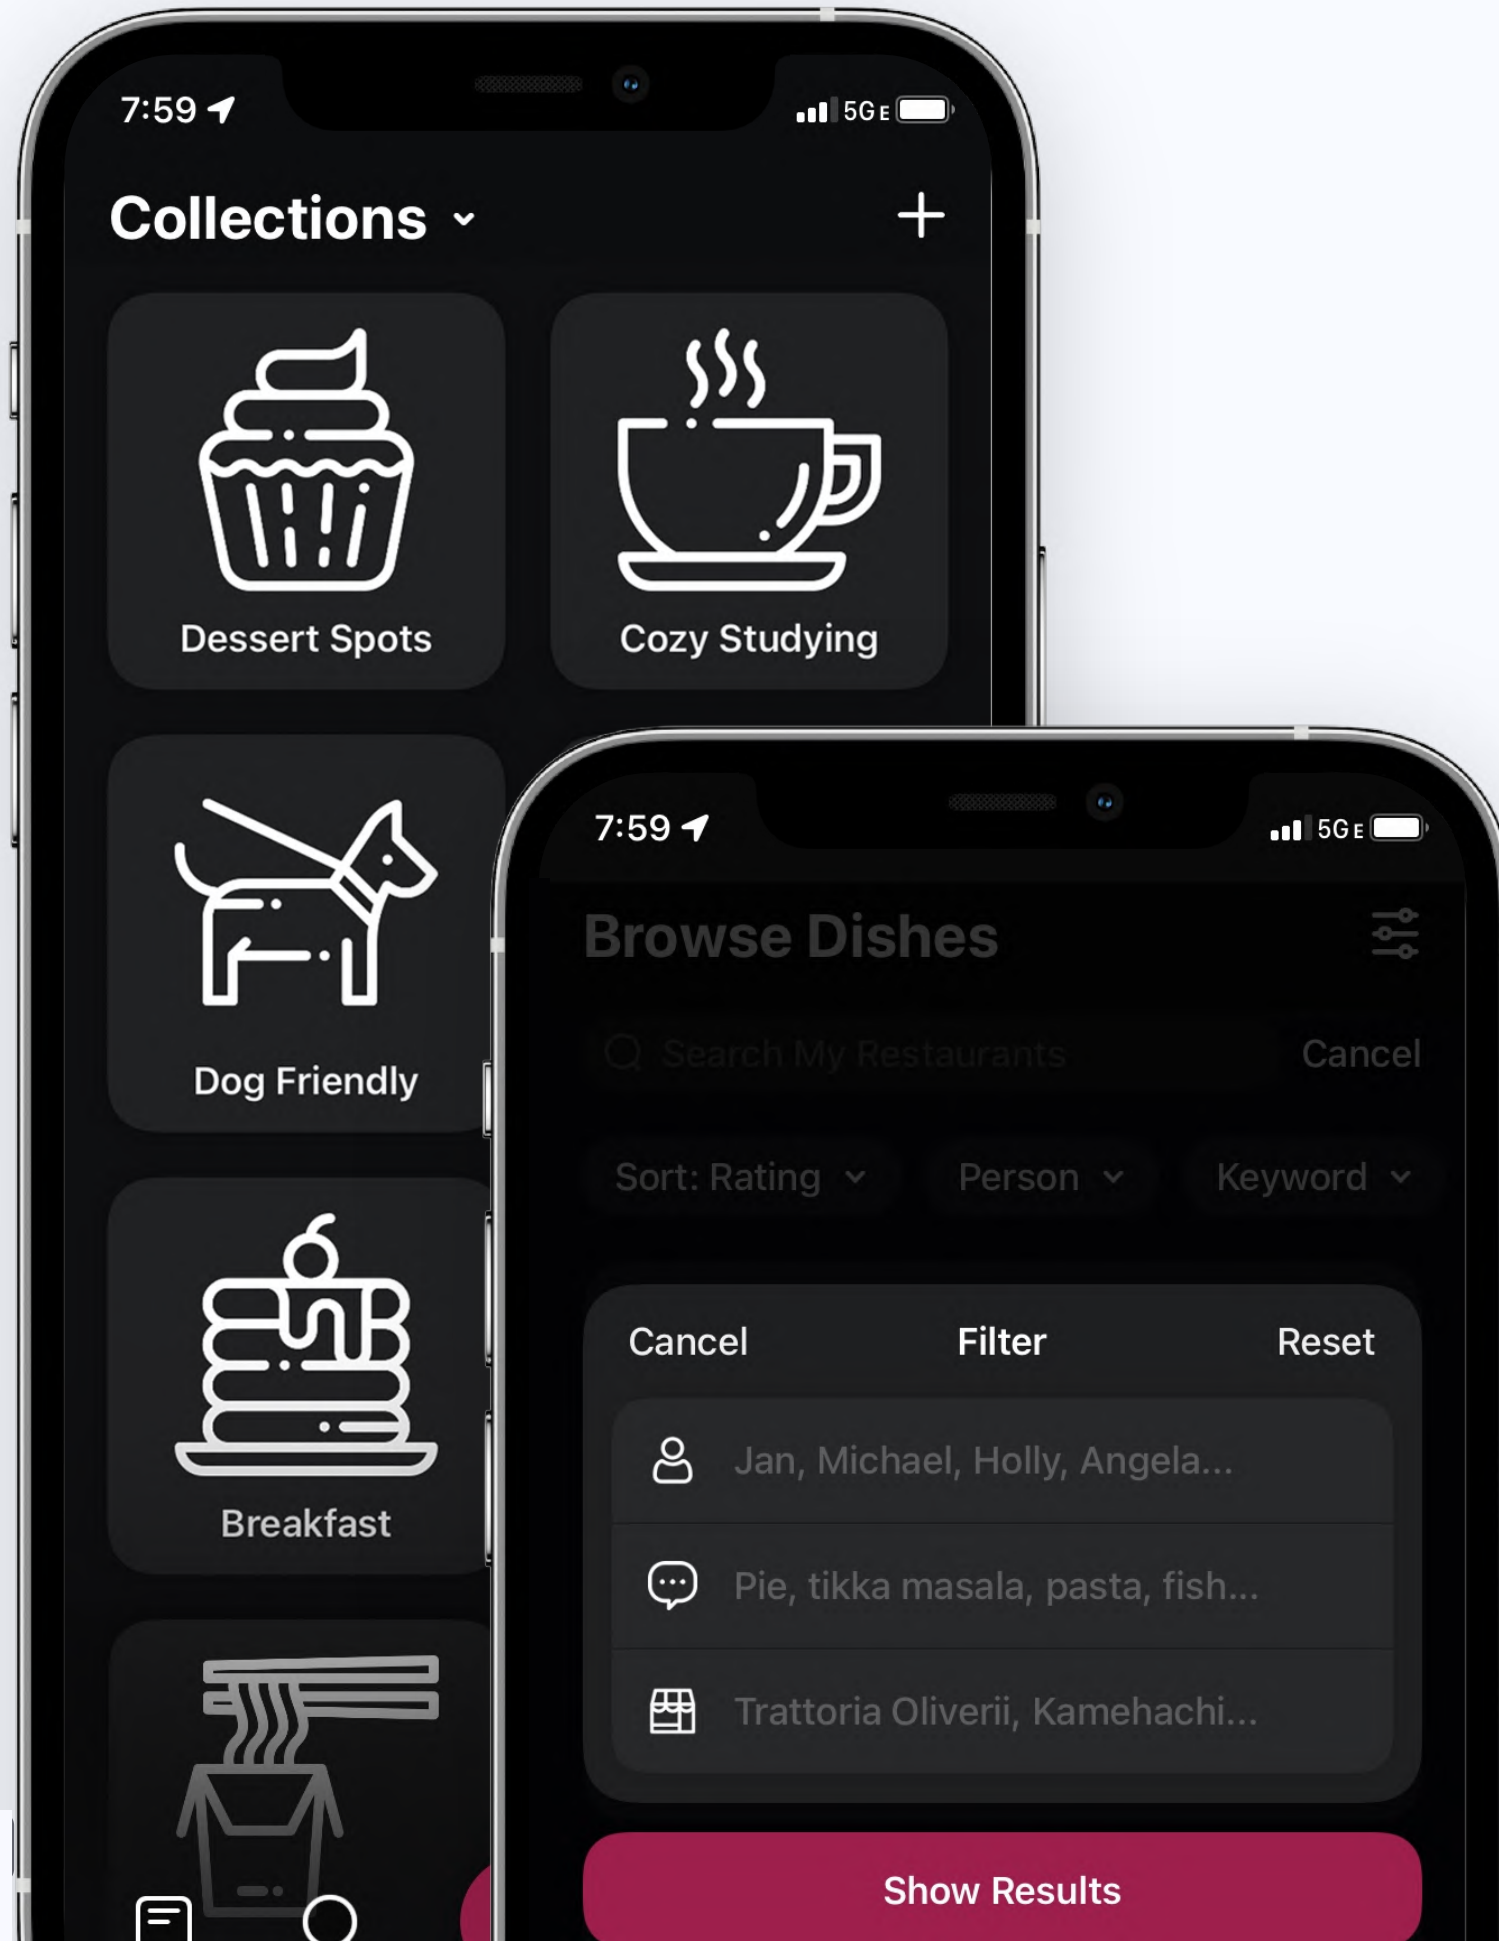 7:59
5G E
Collections
Dessert Spots
Cozy Studying
Dog Friendly
Breakfast
7:59
5G E
Browse Dishes
Search My Restaurants
Cancel
Sort: Rating
Person
Keyword
Cancel
Filter
Reset
Jan, Michael, Holly, Angela...
Pie, tikka masala, pasta, fish...
Trattoria Oliverii, Kamehachi...
Show Results